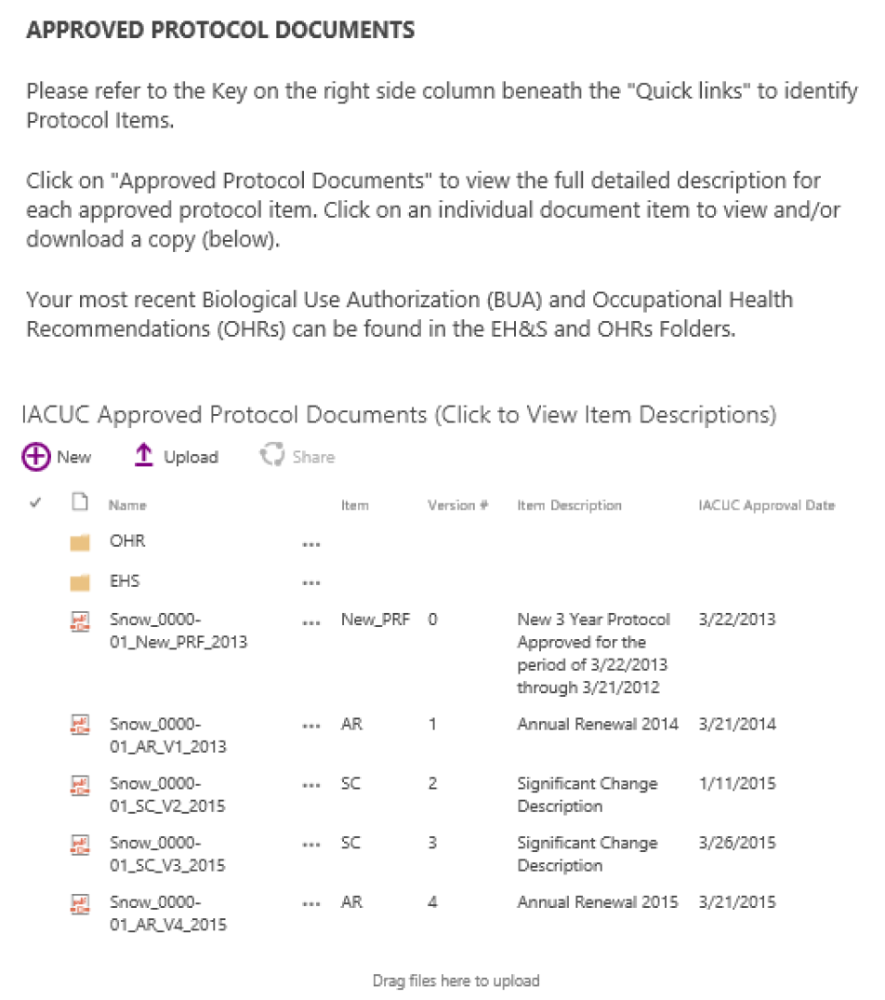 APPROVED PROTOCOL DOCUMENTS
Please refer to the Key on the right side column beneath the "Quick links" to identify
Protocol Items.
Click on "Approved Protocol Documents" to view the full detailed description for
each approved protocol item. Click on an individual document item to view and/or
download a copy (below).
Your most recent Biological Use Authorization (BUA) and Occupational Health
Recommendations (OHRs) can be found in the EH&S and OHRs Folders.
IACUC Approved Protocol Documents (Click to View Item Descriptions)
New Upload Share
Name Item Version # Item Description IACUC Approval Date
OHR ...
EHS ...
Snow_0000- ... New_PRF 0 New 3 Year Protocol 3/22/2013
01_New_PRF_2013 Approved for the
period of 3/22/2013
through 3/21/2012
Snow_0000- ... AR 1 Annual Renewal 2014 3/21/2014
01_AR_V1_2013
Snow_0000- ... SC 2 Significant Change 1/11/2015
01_SC_V2_2015 Description
Snow_0000- ... SC 3 Significant Change 3/26/2015
01_SC_V3_2015 Description
Snow_0000- ... AR 4 Annual Renewal 2015 3/21/2015
01_AR_V4_2015
Drag files here to upload